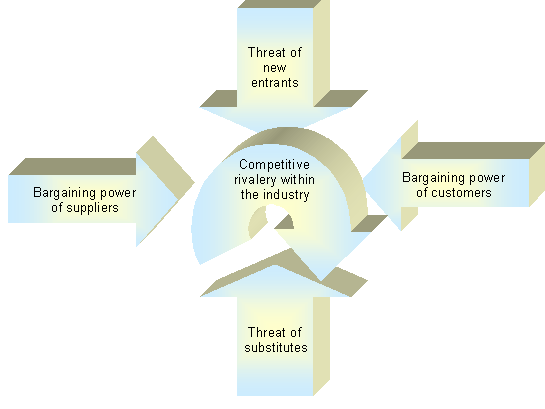 Threat of
new
entrants
Competitive
rivalery within
the industry
Bargaining power
of suppliers
Bargaining power
of customers
Threat of
substitutes